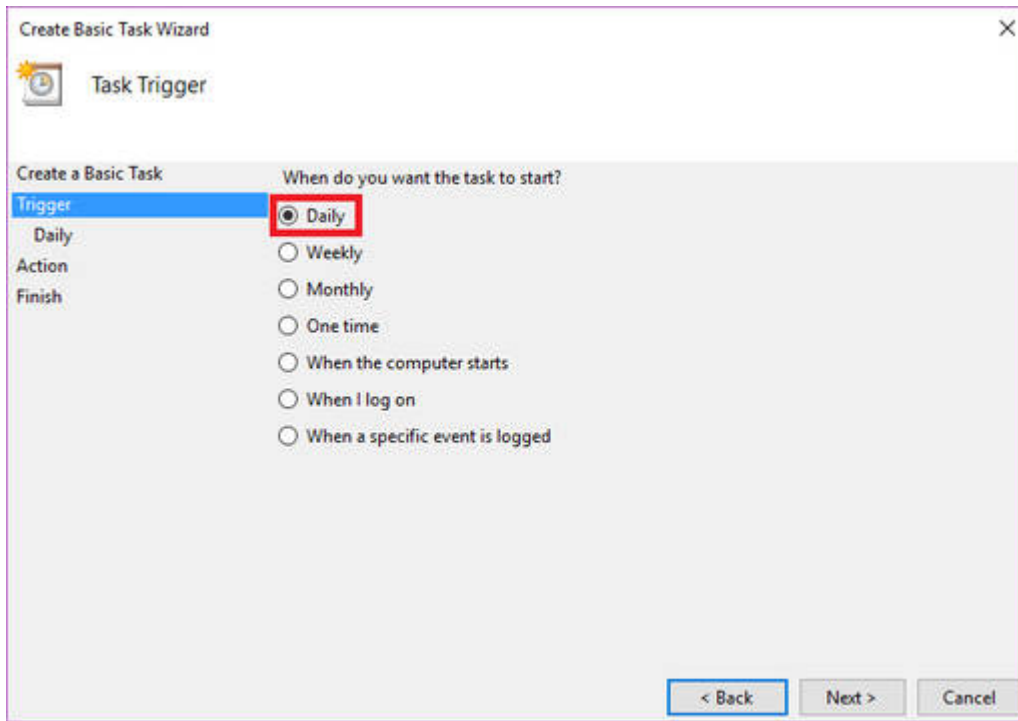 Create Basic Task Wizard
Task Trigger
Create a Basic Task
Trigger
Daily
Action
Finish
When do you want the task to start?
Daily
Weekly
Monthly
One time
When the computer starts
When I log on
When a specific event is logged
< Back
Next >
Cancel